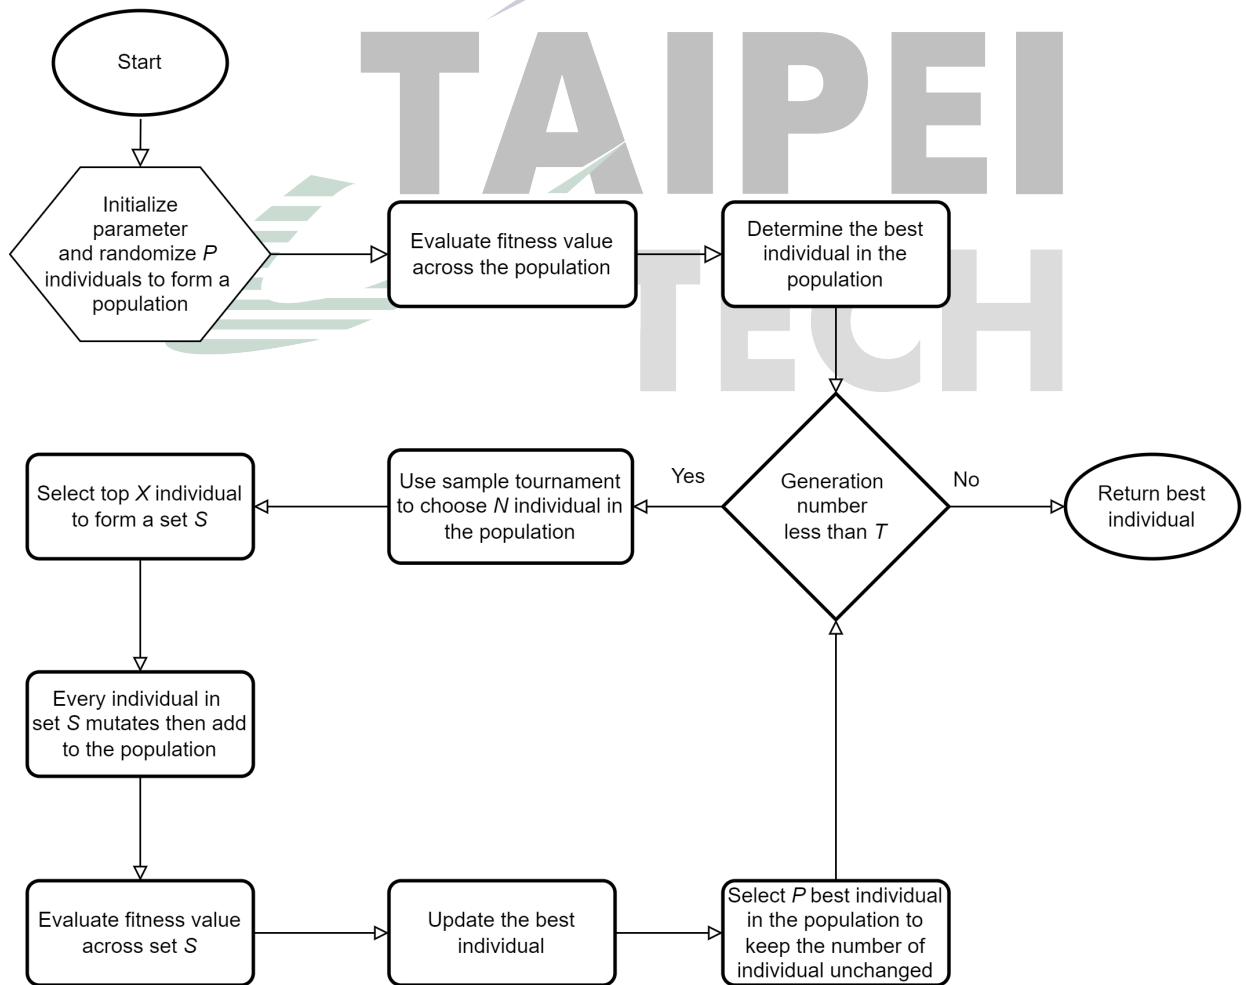 TAIPEI
TECH
Start
Initialize
parameter
and randomize P
individuals to form a
population
Evaluate fitness value
across the population
Determine the best
individual in the
population
Generation
number
less than T
Yes
No
Return best
individual
Use sample tournament
to choose N individual in
the population
Select top X individual
to form a set S
Every individual in
set S mutates then add
to the population
Evaluate fitness value
across set S
Update the best
individual
Select P best individual
in the population to
keep the number of
individual unchanged